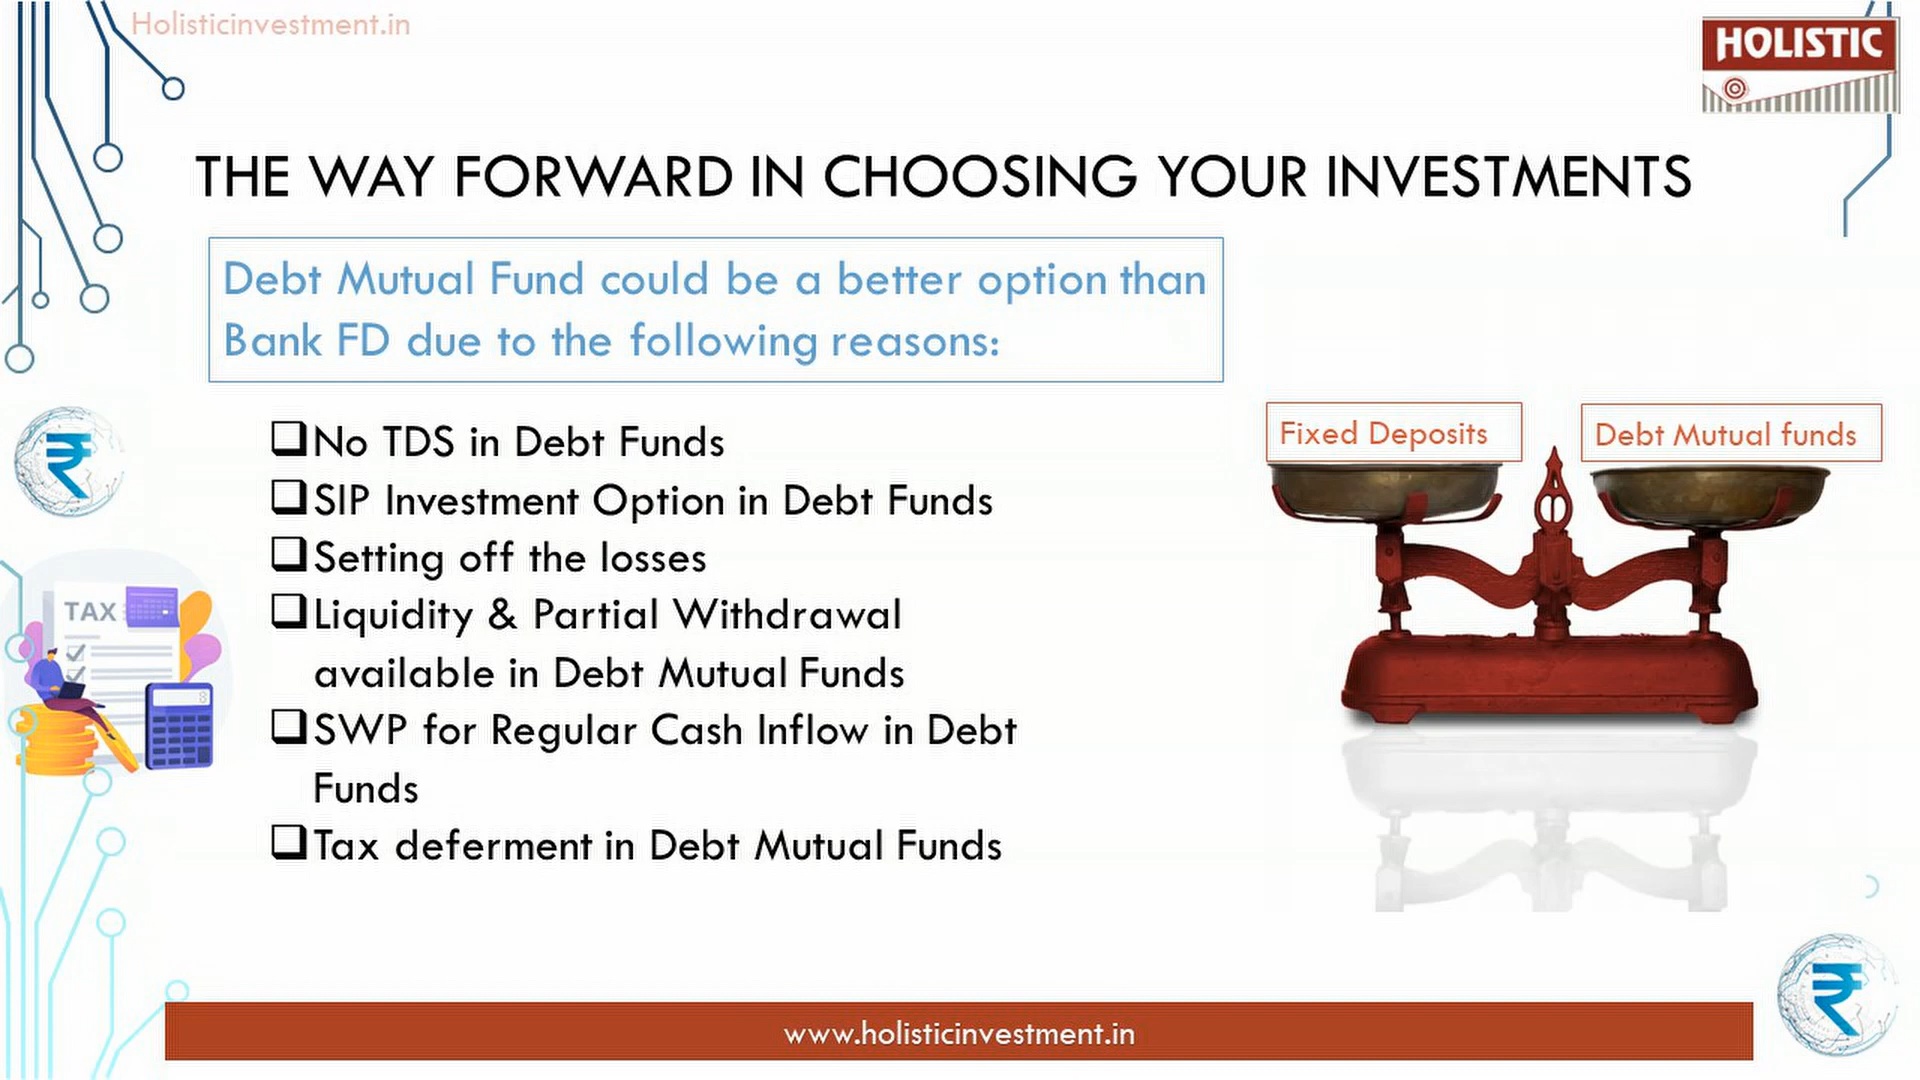 Holisticinvestment.in
HOLISTIC
THE WAY FORWARD IN CHOOSING YOUR INVESTMENTS
Debt Mutual Fund could be a better option than
Bank FD due to the following reasons:
❑No TDS in Debt Funds
❑SIP Investment Option in Debt Funds
❑Setting off the losses
❑Liquidity & Partial Withdrawal
available in Debt Mutual Funds
❑SWP for Regular Cash Inflow in Debt
Funds
❑Tax deferment in Debt Mutual Funds
Fixed Deposits
Debt Mutual funds
₹
TAX
8
₹
www.holisticinvestment.in